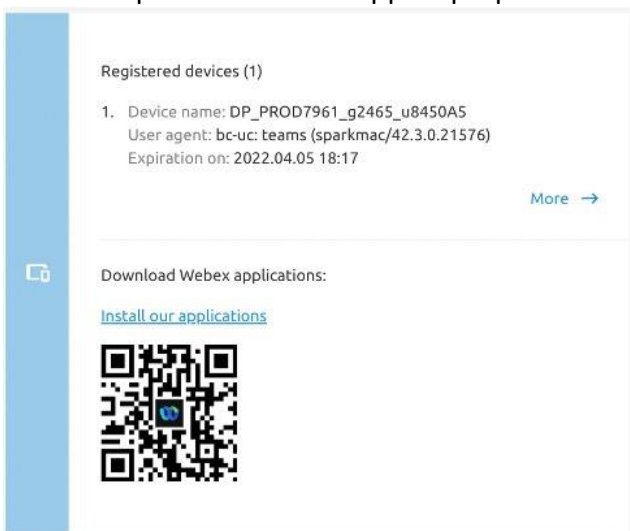 Registered devices (1)
1. Device name: DP_PROD7961_g2465_u8450A5
User agent: bc-uc: teams (sparkmac/42.3.0.21576)
Expiration on: 2022.04.05 18:17
More →
Download Webex applications:
Install our applications